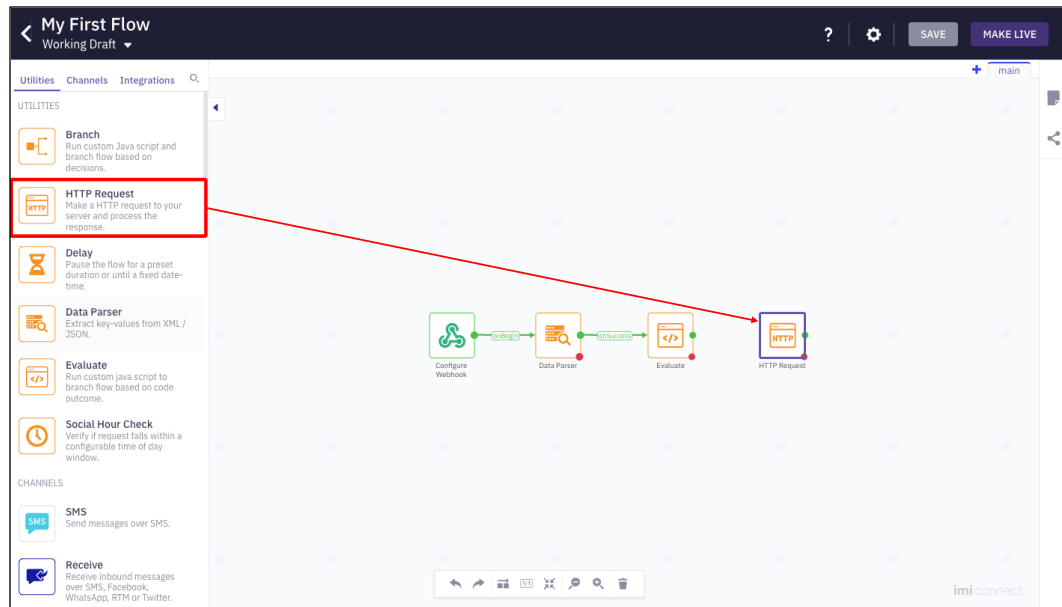 My First Flow
Working Draft
?
SAVE
MAKE LIVE
Utilities Channels Integrations
+ main
UTILITIES
Branch
Run custom Java script and
branch flow based on
decisions.
HTTP
HTTP Request
Make a HTTP request to your
server and process the
response.
Delay
Pause the flow for a preset
duration or until a fixed date-
time.
Data Parser
Extract key-values from XML /
JSON.
</>
Evaluate
Run custom java script to
branch flow based on code
outcome.
Social Hour Check
Verify if request falls within a
configurable time of day
window.
CHANNELS
SMS
SMS
Send messages over SMS.
Receive
Receive inbound messages
over SMS, Facebook,
WhatsApp, RTM or Twitter.
onBegin
onSuccess
</>
HTTP
Configure
Webhook
Data Parser
Evaluate
HTTP Request
1:1
imiconnect